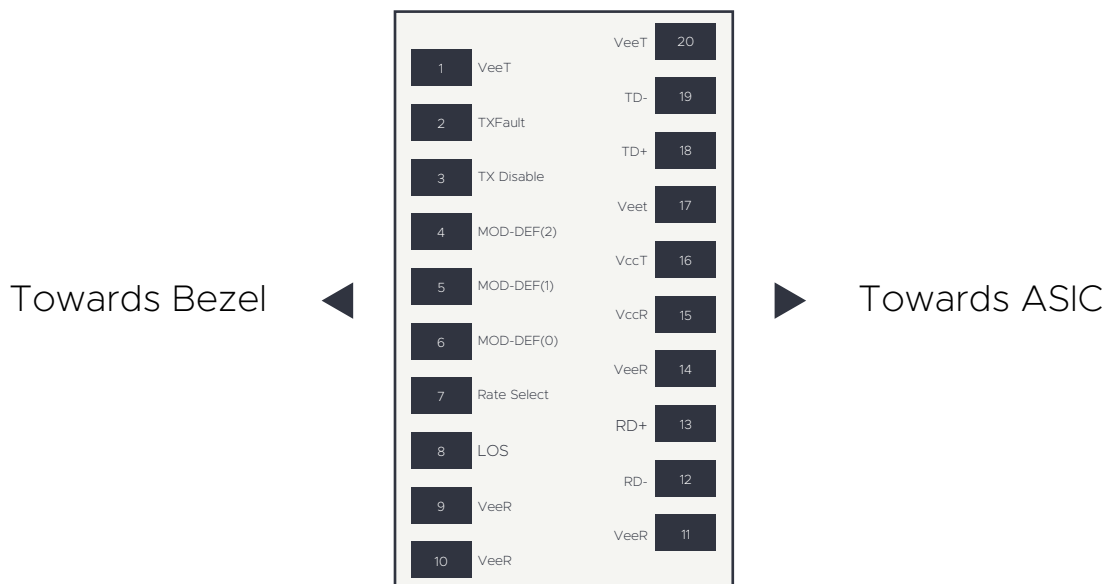 VeeT 20
1 VeeT
TD- 19
2 TXFault
TD+ 18
3 TX Disable
Veet 17
4 MOD-DEF(2)
VccT 16
5 MOD-DEF(1)
Towards Bezel
Towards ASIC
VccR 15
6 MOD-DEF(0)
VeeR 14
7 Rate Select
RD+ 13
8 LOS
RD- 12
9 VeeR
VeeR 11
10 VeeR